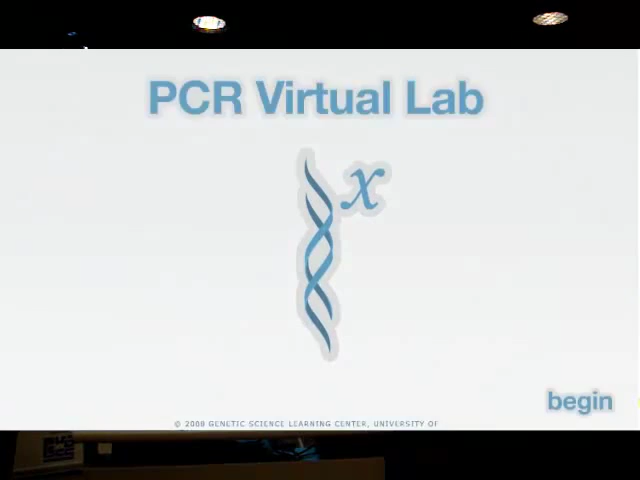 PCR Virtual Lab
x
begin
© 2008 GENETIC SCIENCE LEARNING CENTER, UNIVERSITY OF